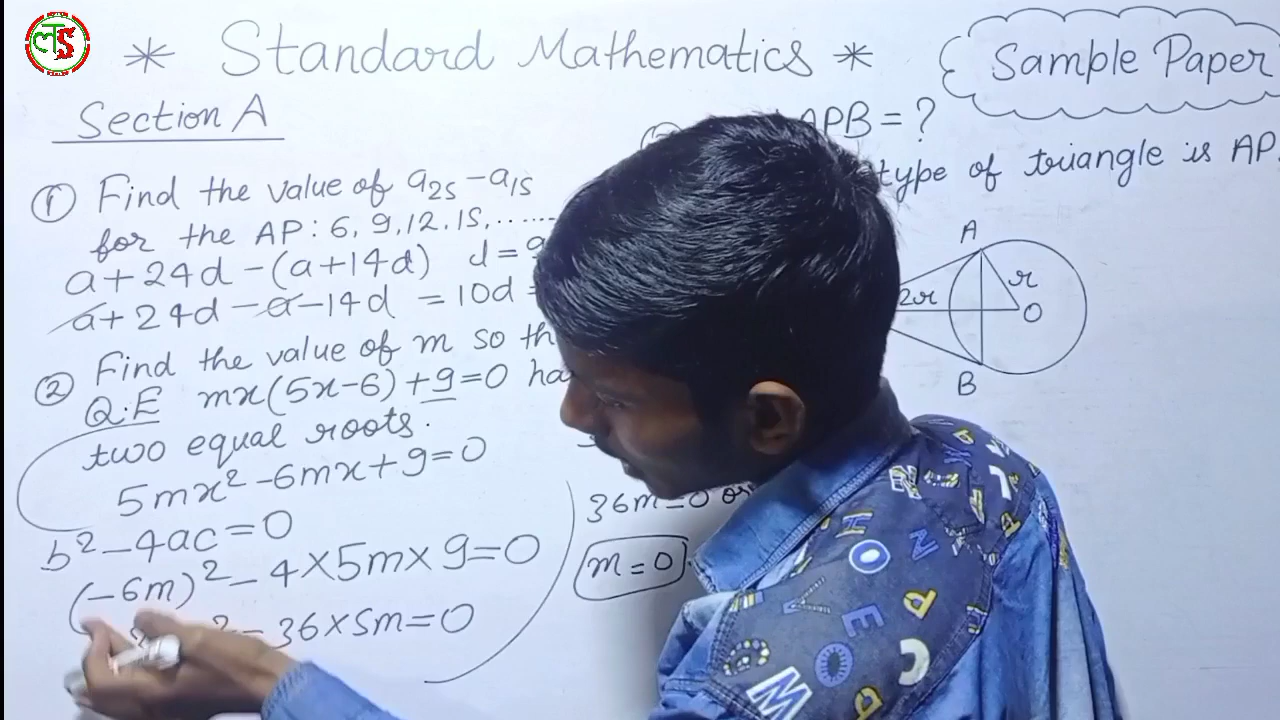 लTS
* Standard Mathematics *
Sample Paper
Section A
① Find the value of a₂₅ - a₁₅
for the AP: 6, 9, 12, 15, ......
a + 24d - (a + 14d) d =
a + 24d - a - 14d = 10d =
② Find the value of m so
Q.E mx(5x-6) + 9 = 0
two equal roots.
5mx² - 6mx + 9 = 0
b² - 4ac = 0
(-6m)² - 4×5m×9 = 0
- 36×5m = 0
36m = 0 or
m = 0
APB = ?
type of triangle is AP
A
r
2r
O
B